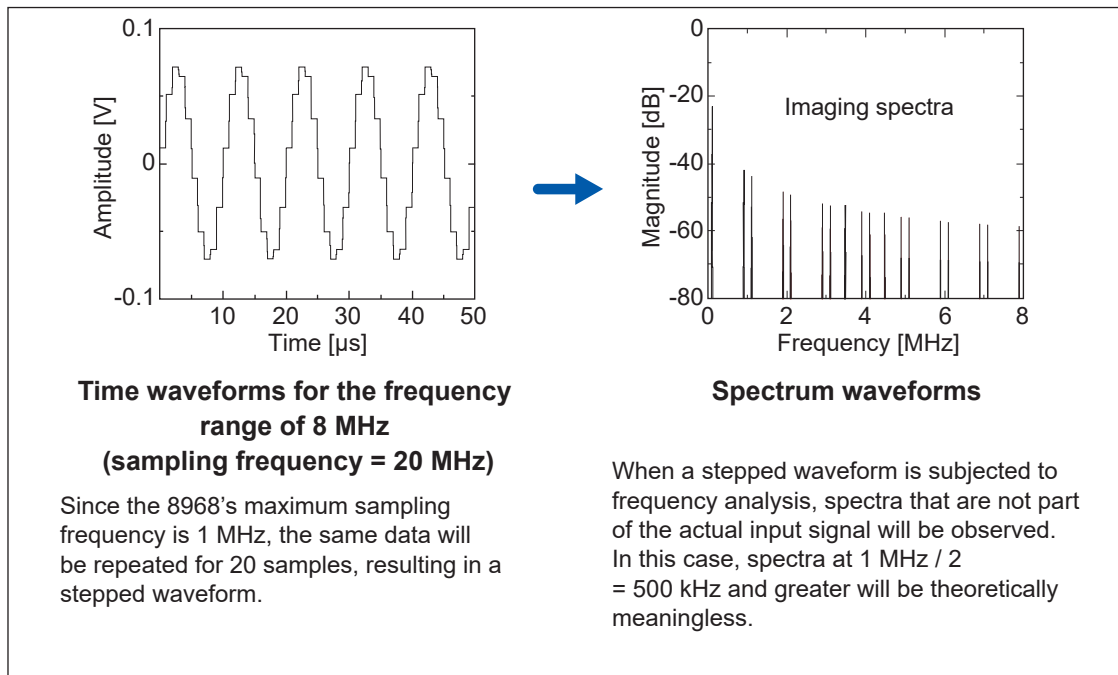 0.1
0
-0.1
Amplitude [V]
10
20
30
40
50
Time [μs]
0
-20
-40
-60
-80
Magnitude [dB]
Imaging spectra
0
2
4
6
8
Frequency [MHz]
Time waveforms for the frequency
range of 8 MHz
(sampling frequency = 20 MHz)
Since the 8968’s maximum sampling
frequency is 1 MHz, the same data will
be repeated for 20 samples, resulting in a
stepped waveform.
Spectrum waveforms
When a stepped waveform is subjected to
frequency analysis, spectra that are not part
of the actual input signal will be observed.
In this case, spectra at 1 MHz / 2
= 500 kHz and greater will be theoretically
meaningless.